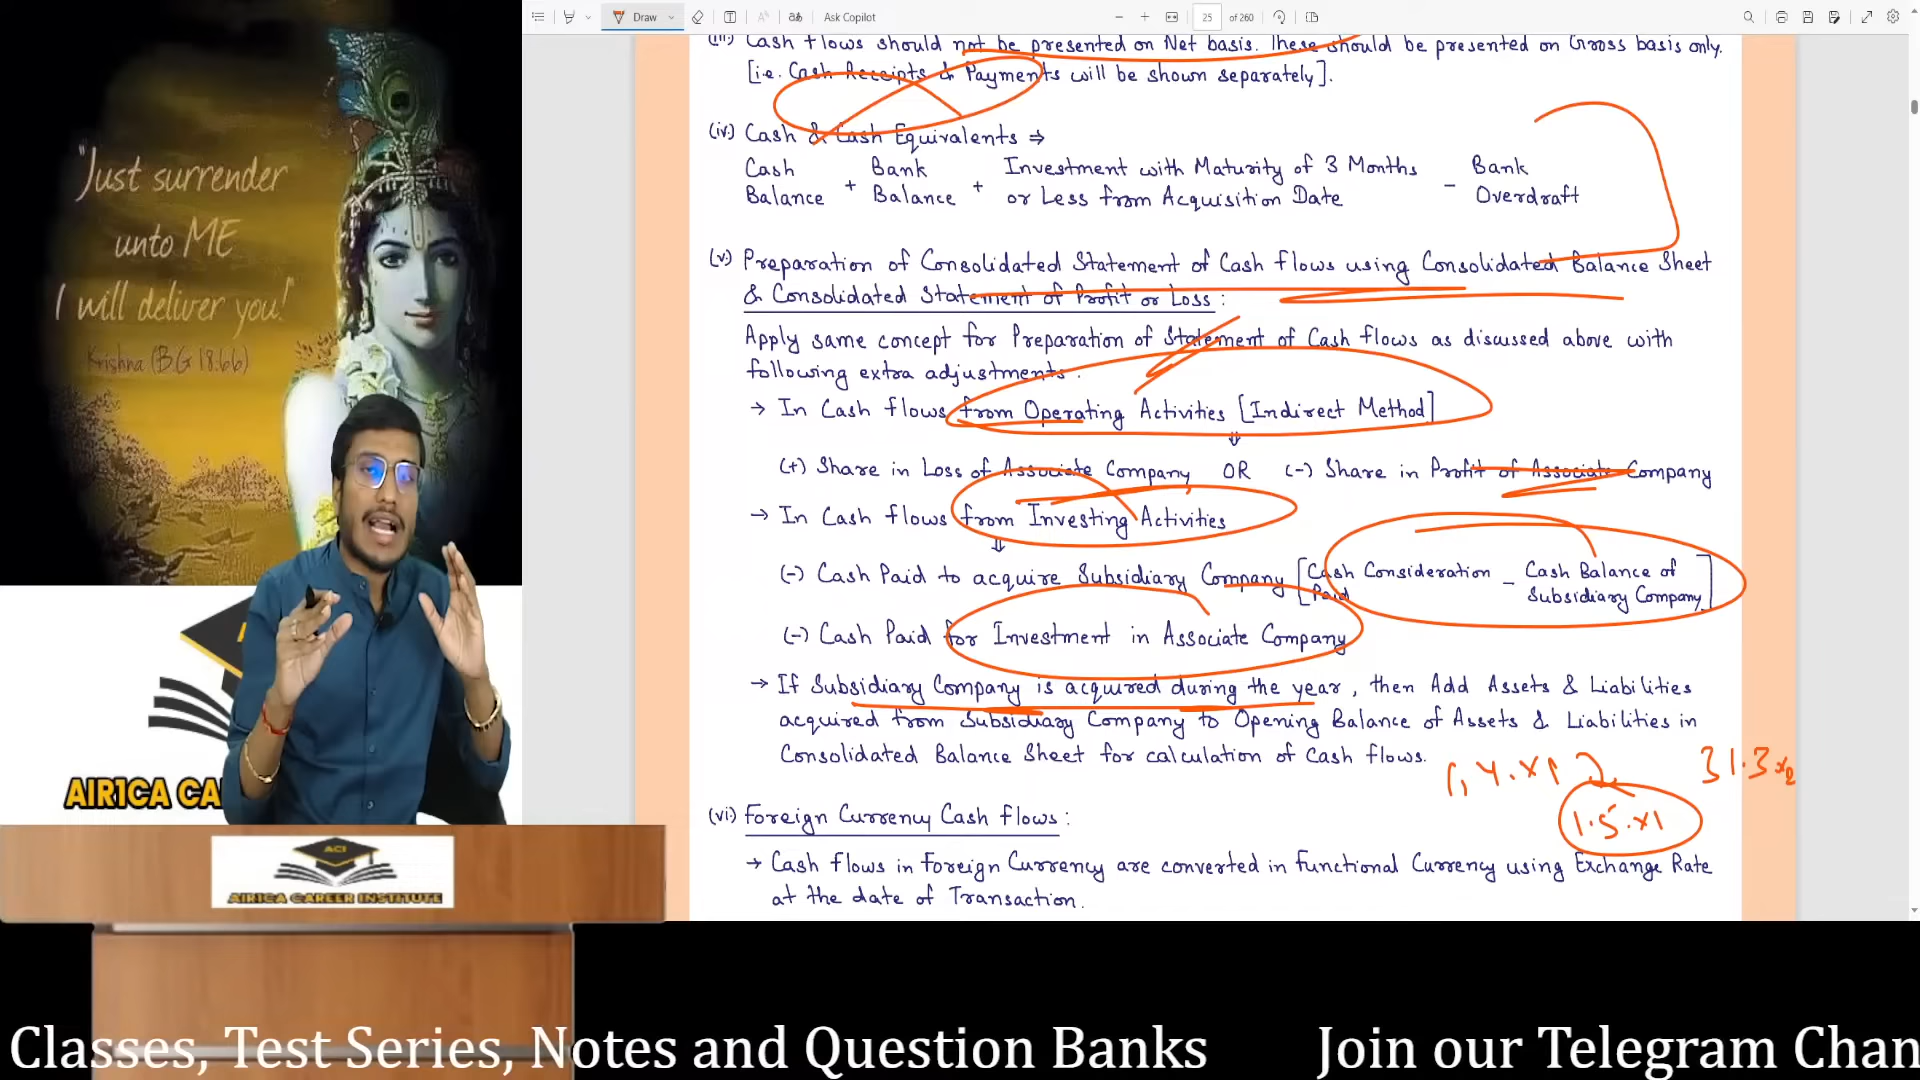 Draw
Ask Copilot
25
of 260
(iii) Cash flows should not be presented on Net basis. These should be presented on Gross basis only.
[i.e. Cash Receipts & Payments will be shown separately].
(iv.) Cash & Cash Equivalents ⇒
Cash Balance + Bank Balance + Investment with Maturity of 3 Months or Less from Acquisition Date - Bank Overdraft
(v.) Preparation of Consolidated Statement of Cash flows using Consolidated Balance Sheet
& Consolidated Statement of Profit or Loss :
Apply same concept for Preparation of Statement of Cash flows as discussed above with
following extra adjustments :
→ In Cash flows from Operating Activities [Indirect Method]
⇓
(+) Share in Loss of Associate Company OR (-) Share in Profit of Associate Company
→ In Cash flows from Investing Activities
⇓
(-) Cash Paid to acquire Subsidiary Company [Cash Consideration Paid - Cash Balance of Subsidiary Company]
(-) Cash Paid for Investment in Associate Company
→ If Subsidiary Company is acquired during the year, then Add Assets & Liabilities
acquired from Subsidiary Company to Opening Balance of Assets & Liabilities in
Consolidated Balance Sheet for calculation of Cash flows.
1.4.x1
31.3.x2
1.5.x1
(vi) Foreign Currency Cash flows :
→ Cash flows in Foreign Currency are converted in functional Currency using Exchange Rate
at the date of Transaction.
"Just surrender
unto ME
I will deliver you!"
Krishna (B.G 18.66)
AIR1CA CA
ACI
AIR1CA CAREER INSTITUTE
Classes, Test Series, Notes and Question Banks
Join our Telegram Chan